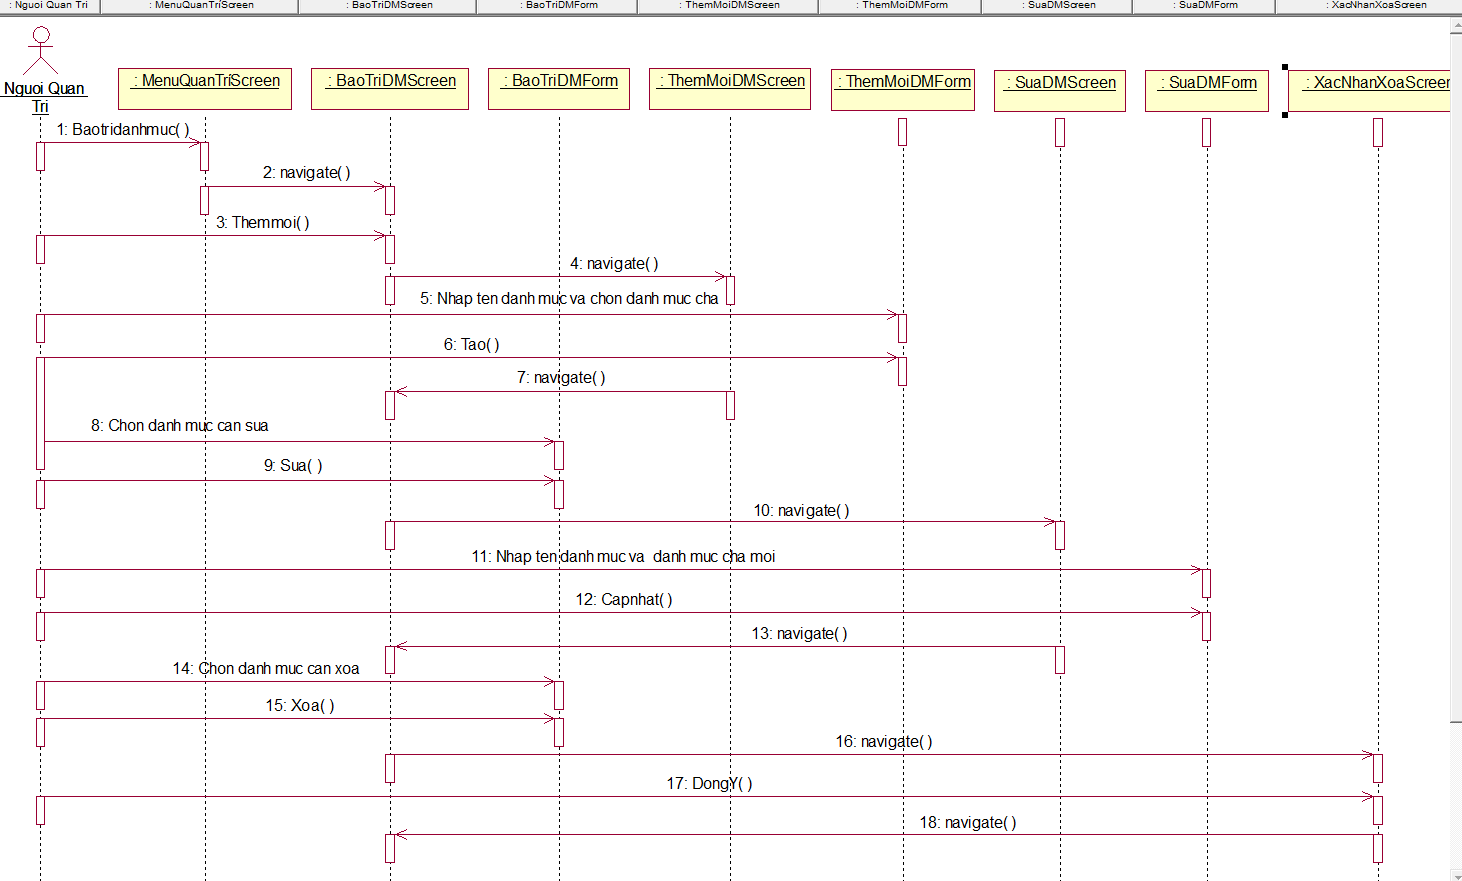 : Nguoi Quan Tri : MenuQuanTriScreen : BaoTriDMScreen : BaoTriDMForm : ThemMoiDMScreen : ThemMoiDMForm : SuaDMScreen : SuaDMForm : XacNhanXoaScreen
: Nguoi Quan
Tri
: MenuQuanTriScreen
: BaoTriDMScreen
: BaoTriDMForm
: ThemMoiDMScreen
: ThemMoiDMForm
: SuaDMScreen
: SuaDMForm
: XacNhanXoaScreen
1: Baotridanhmuc( )
2: navigate( )
3: Themmoi( )
4: navigate( )
5: Nhap ten danh muc va chon danh muc cha
6: Tao( )
7: navigate( )
8: Chon danh muc can sua
9: Sua( )
10: navigate( )
11: Nhap ten danh muc va danh muc cha moi
12: Capnhat( )
13: navigate( )
14: Chon danh muc can xoa
15: Xoa( )
16: navigate( )
17: DongY( )
18: navigate( )